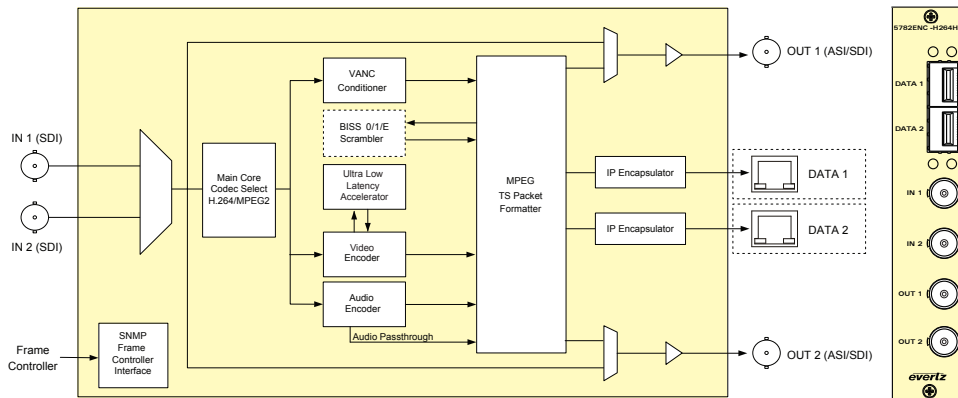 IN 1 (SDI)
IN 2 (SDI)
Frame
Controller
SNMP
Frame
Controller
Interface
Main Core
Codec Select
H.264/MPEG2
VANC
Conditioner
BISS 0/1/E
Scrambler
Ultra Low
Latency
Accelerator
Video
Encoder
Audio
Encoder
Audio Passthrough
MPEG
TS Packet
Formatter
IP Encapsulator
IP Encapsulator
OUT 1 (ASI/SDI)
DATA 1
DATA 2
OUT 2 (ASI/SDI)
5782ENC -H264H
DATA 1
DATA 2
IN 1
IN 2
OUT 1
OUT 2
evertz